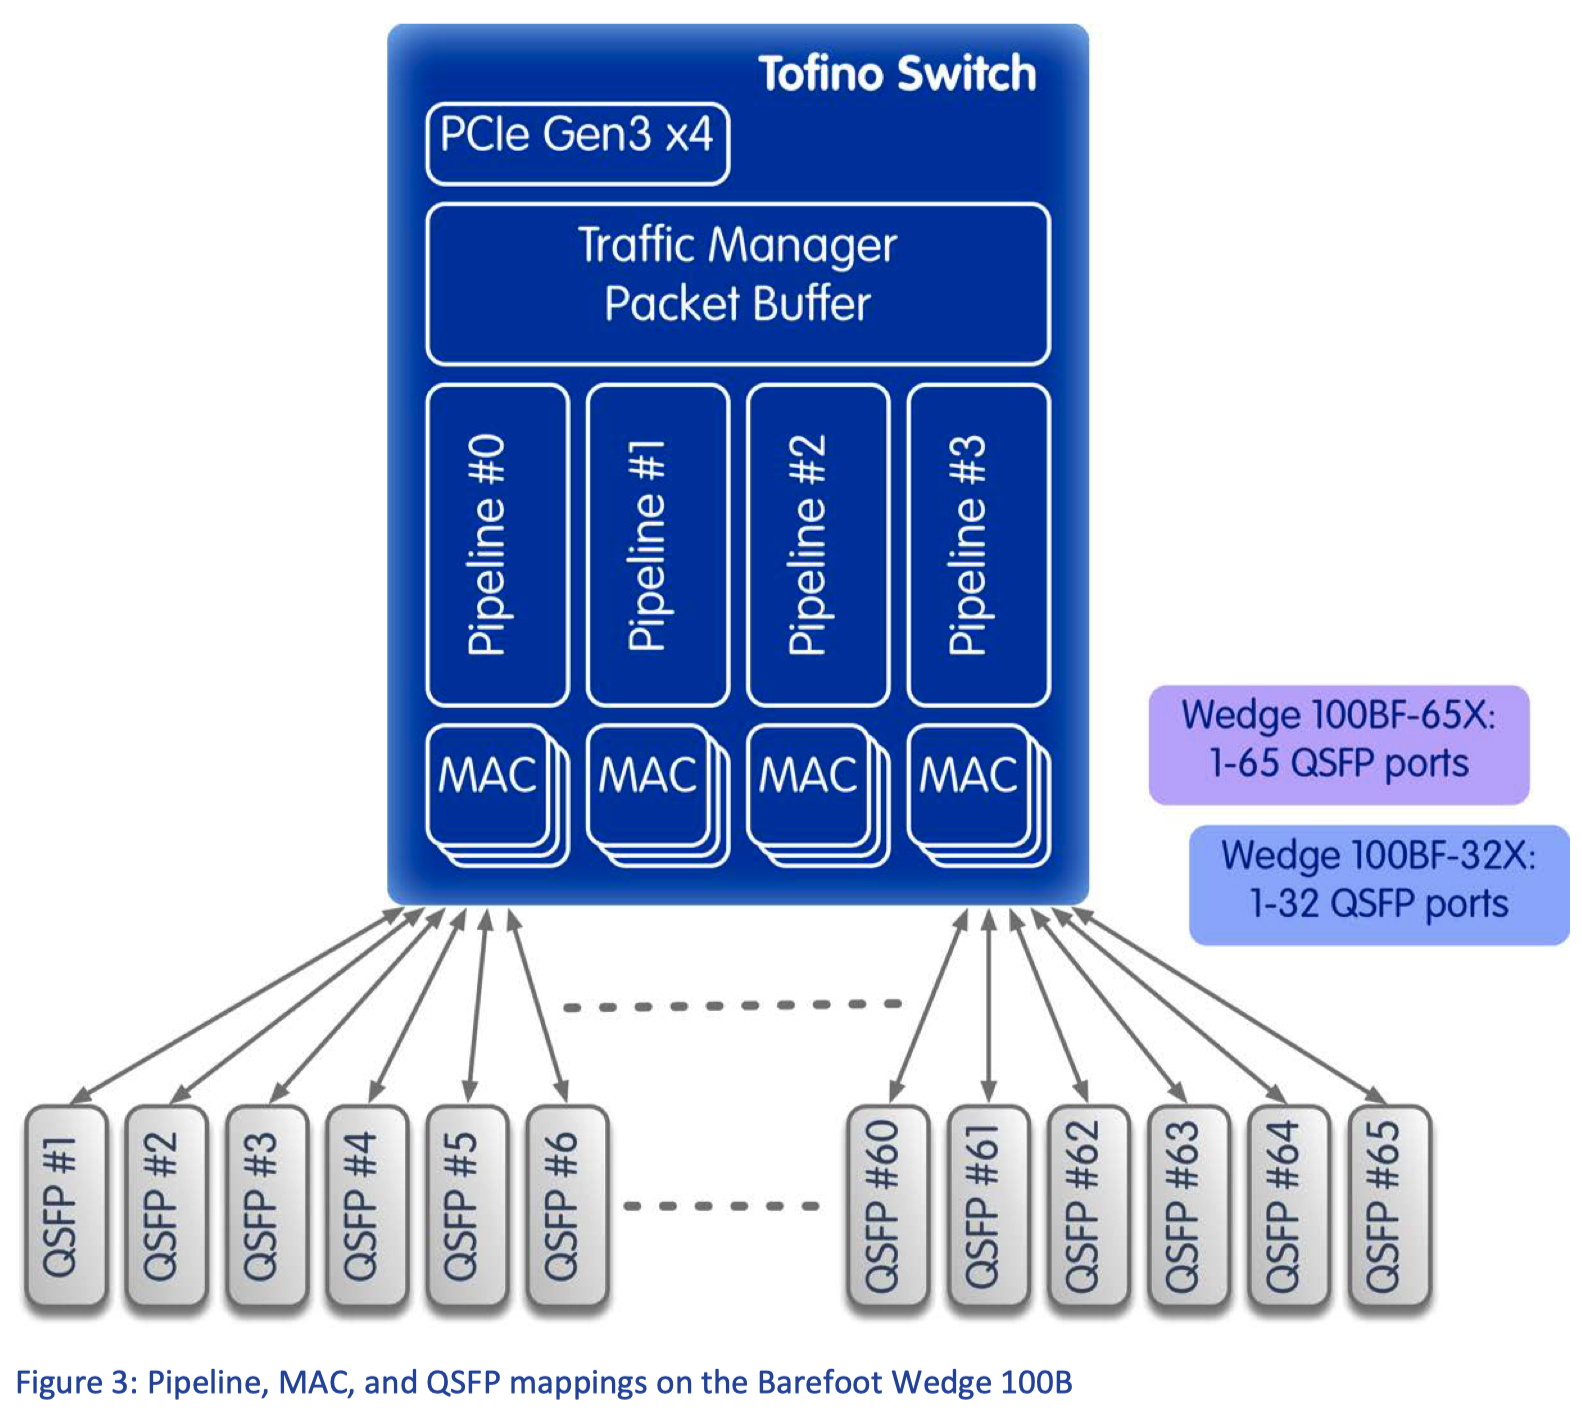 Tofino Switch
PCIe Gen3 x4
Traffic Manager
Packet Buffer
Pipeline #0
Pipeline #1
Pipeline #2
Pipeline #3
MAC
MAC
MAC
MAC
Wedge 100BF-65X:
1-65 QSFP ports
Wedge 100BF-32X:
1-32 QSFP ports
QSFP #1
QSFP #2
QSFP #3
QSFP #4
QSFP #5
QSFP #6
QSFP #60
QSFP #61
QSFP #62
QSFP #63
QSFP #64
QSFP #65
Figure 3: Pipeline, MAC, and QSFP mappings on the Barefoot Wedge 100B